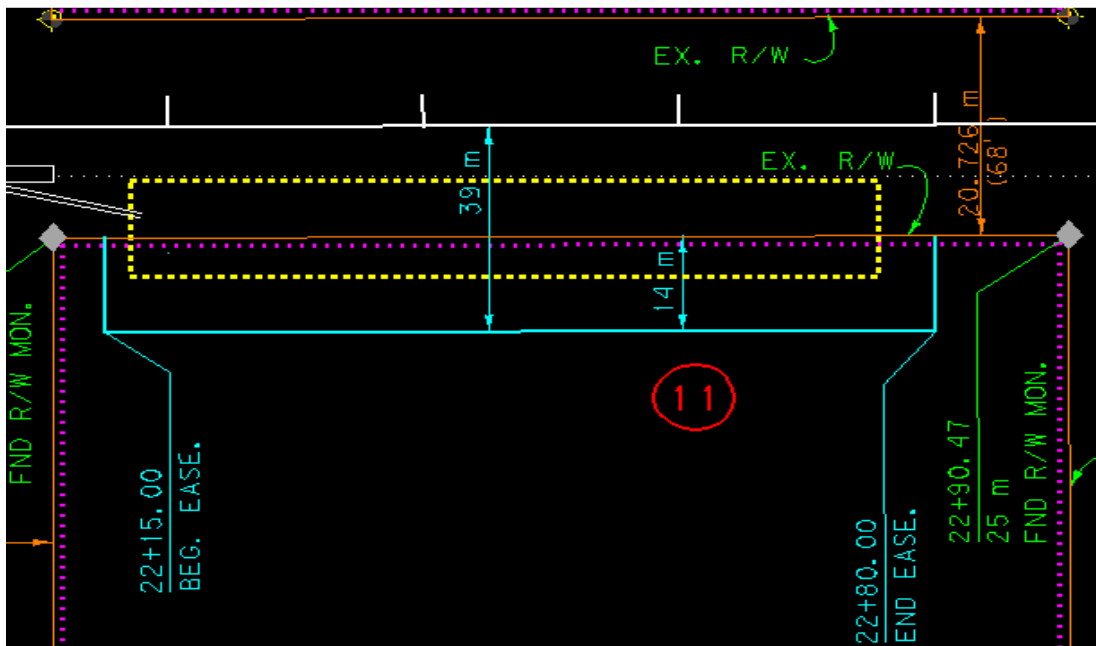 EX. R/W
20.726 m
(68')
EX. R/W
39 m
14 m
11
FND R/W MON.
22+15.00
BEG. EASE.
22+80.00
END EASE.
22+90.47
25 m
FND R/W MON.